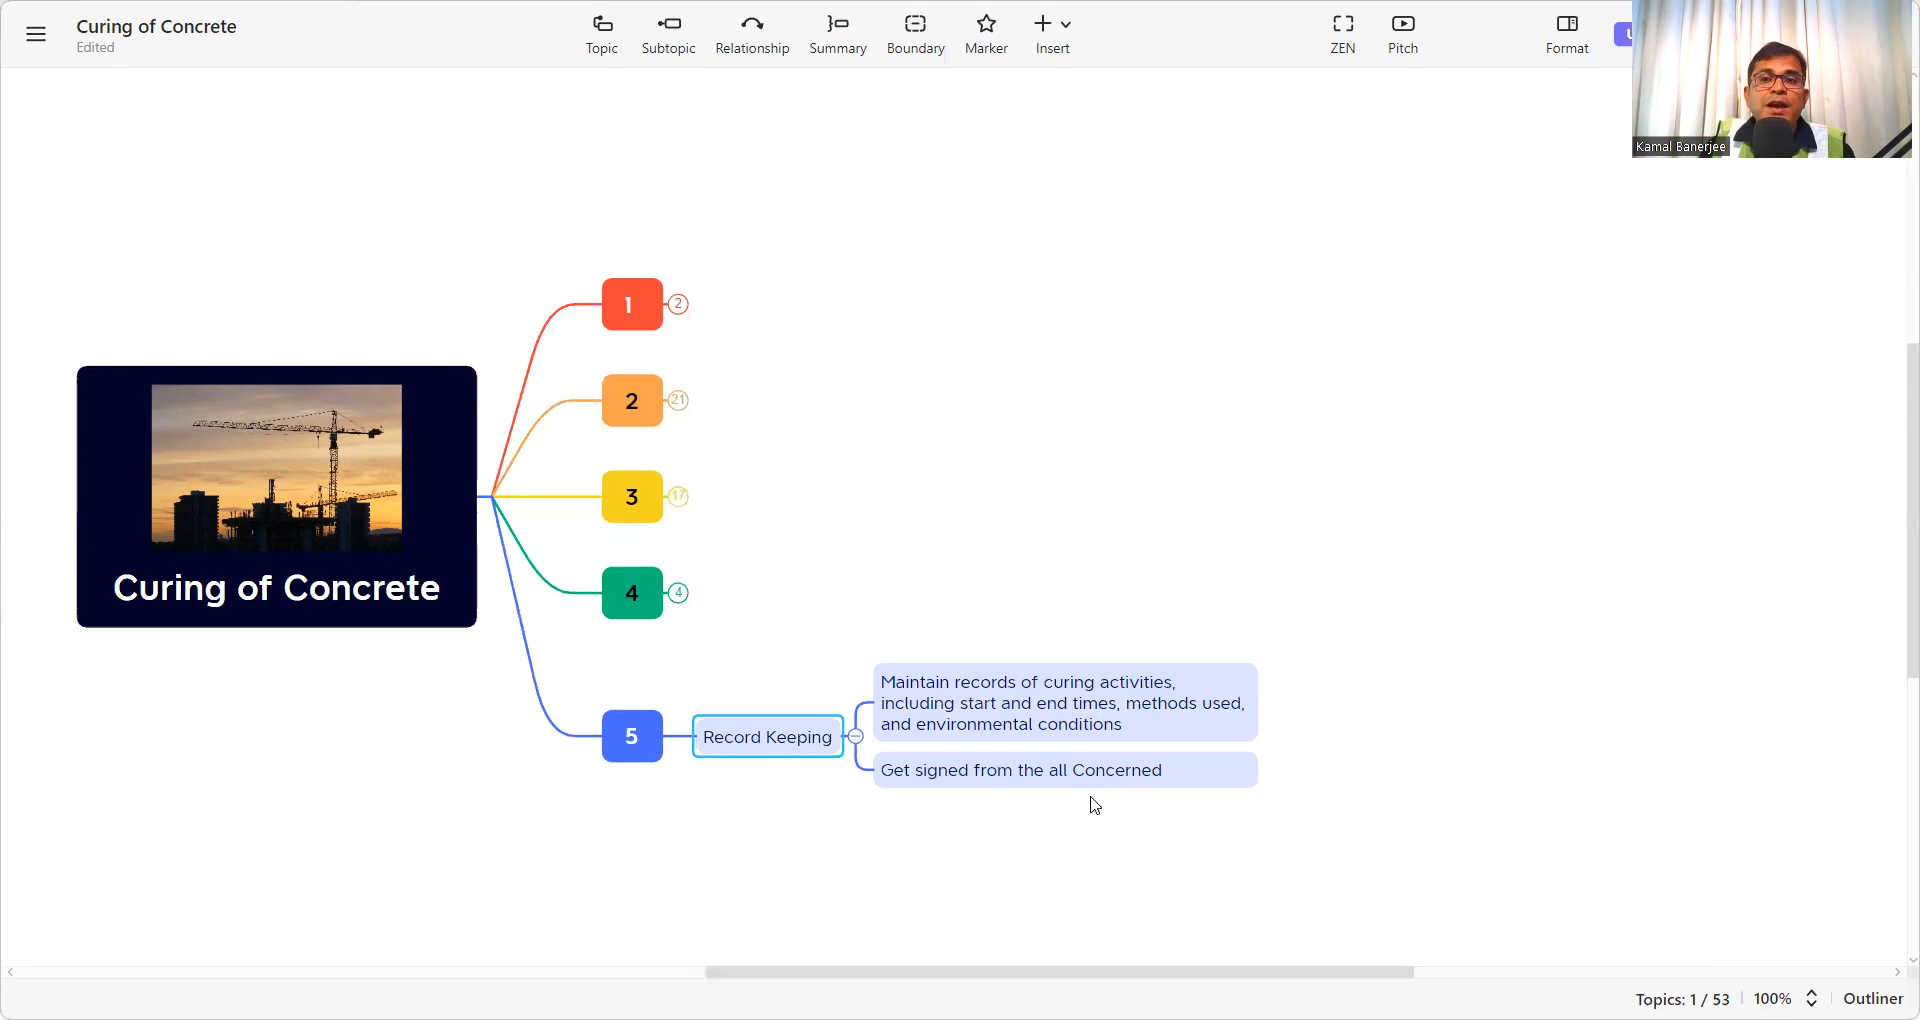 Curing of Concrete
Edited
Topic
Subtopic
Relationship
Summary
Boundary
Marker
Insert
ZEN
Pitch
Format
Kamal Banerjee
1
2
2
21
3
17
4
4
5
Record Keeping
Maintain records of curing activities,
including start and end times, methods used,
and environmental conditions
Get signed from the all Concerned
Curing of Concrete
Topics: 1 / 53
100%
Outliner